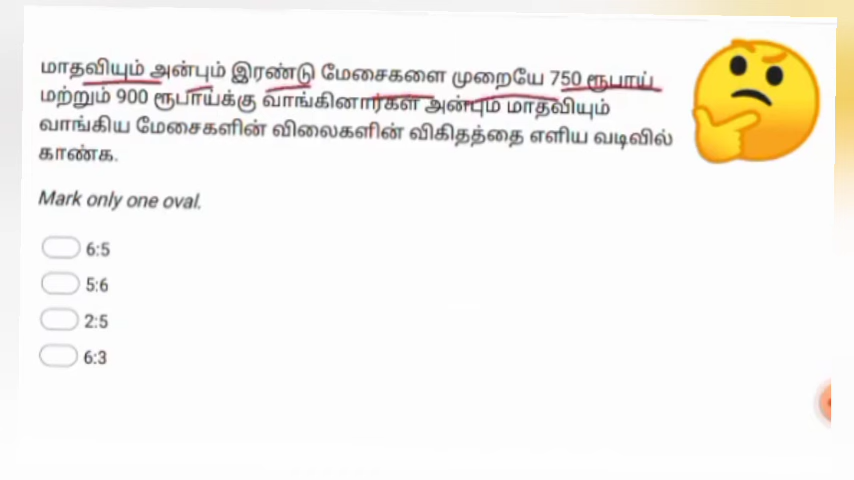 மாதவியும் அன்பும் இரண்டு மேசைகளை முறையே 750 ரூபாய்
மற்றும் 900 ரூபாய்க்கு வாங்கினார்கள் அன்பும் மாதவியும்
வாங்கிய மேசைகளின் விலைகளின் விகிதத்தை எளிய வடிவில்
காண்க.
Mark only one oval.
6:5
5:6
2:5
6:3